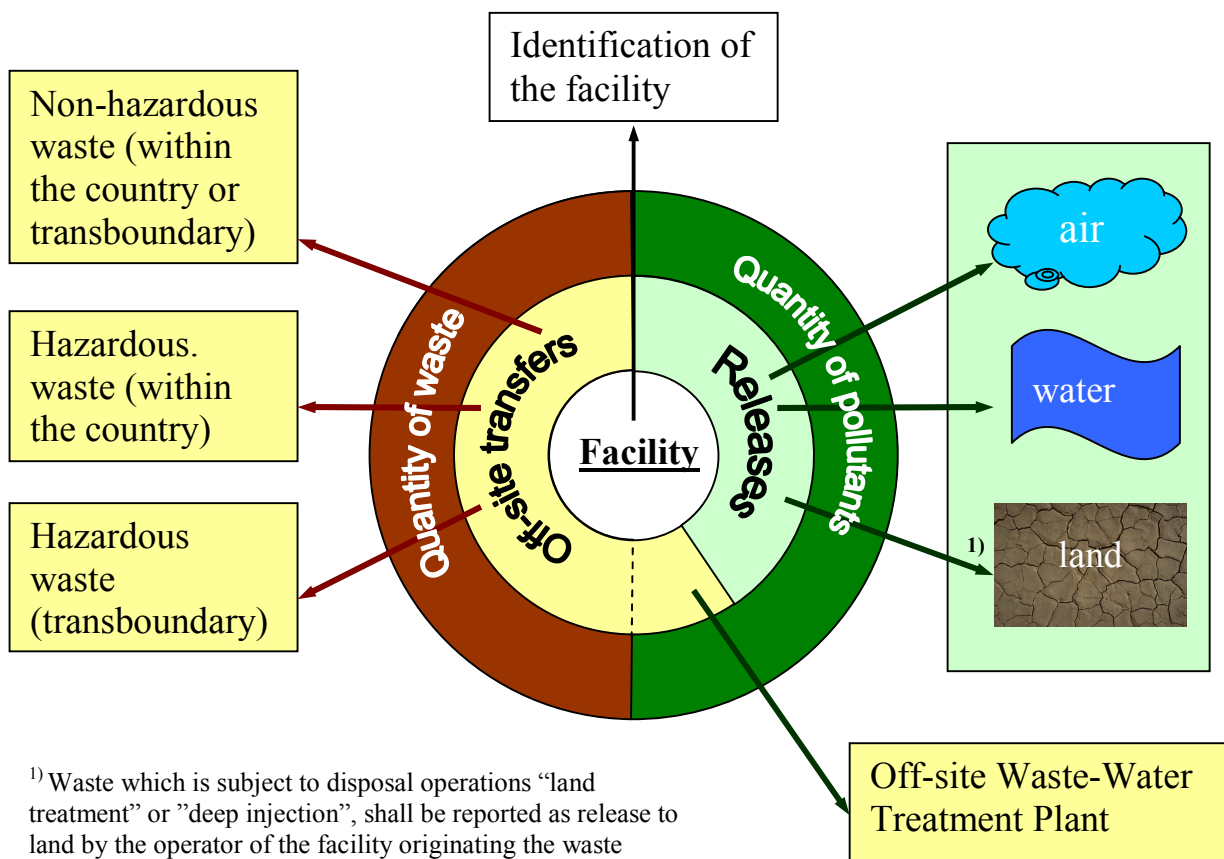 Identification of
the facility
Non-hazardous
waste (within
the country or
transboundary)
Hazardous.
waste (within
the country)
Hazardous
waste
(transboundary)
Quantity of waste
Off-site transfers
Facility
Releases
Quantity of pollutants
air
water
1)
land
Off-site Waste-Water
Treatment Plant
1) Waste which is subject to disposal operations “land
treatment” or ”deep injection”, shall be reported as release to
land by the operator of the facility originating the waste